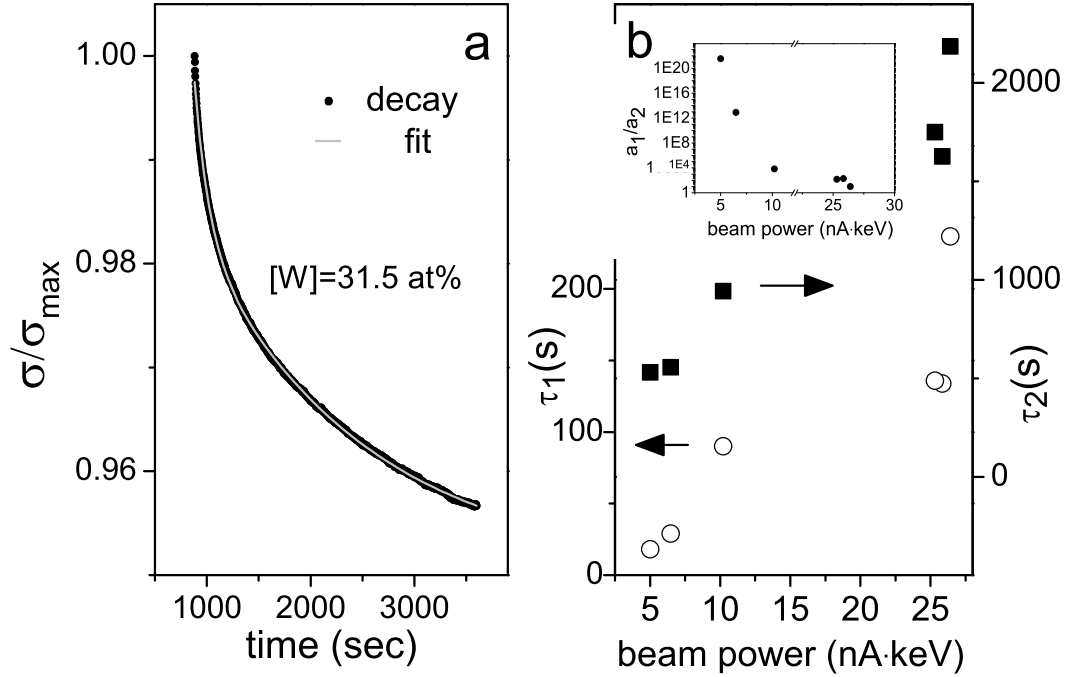 a
1.00
0.98
0.96
σ/σmax
decay
fit
[W]=31.5 at%
1000 2000 3000
time (sec)
b
1E20
1E16
1E12
1E8
1 1E4
1
a1/a2
5 10 25 30
beam power (nA·keV)
200
100
0
τ1(s)
2000
1000
0
τ2(s)
5 10 15 20 25
beam power (nA·keV)